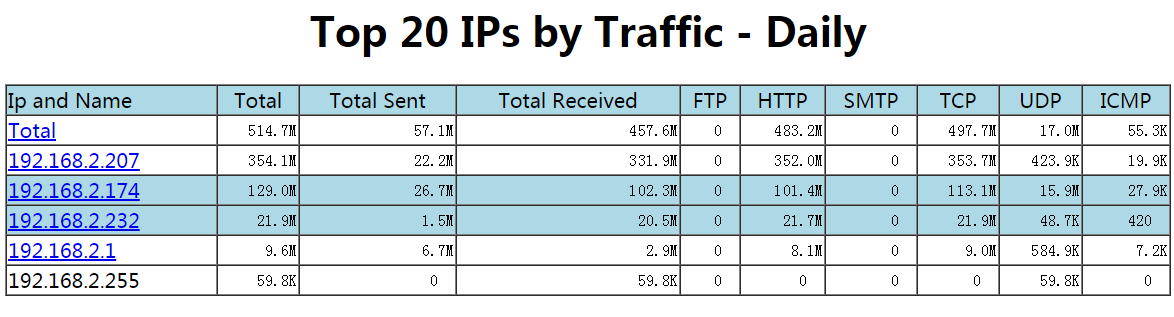 Top 20 IPs by Traffic - Daily
Ip and Name Total Total Sent Total Received FTP HTTP SMTP TCP UDP ICMP
Total 514.7M 57.1M 457.6M 0 483.2M 0 497.7M 17.0M 55.3K
192.168.2.207 354.1M 22.2M 331.9M 0 352.0M 0 353.7M 423.9K 19.9K
192.168.2.174 129.0M 26.7M 102.3M 0 101.4M 0 113.1M 15.9M 27.9K
192.168.2.232 21.9M 1.5M 20.5M 0 21.7M 0 21.9M 48.7K 420
192.168.2.1 9.6M 6.7M 2.9M 0 8.1M 0 9.0M 584.9K 7.2K
192.168.2.255 59.8K 0 59.8K 0 0 0 0 59.8K 0